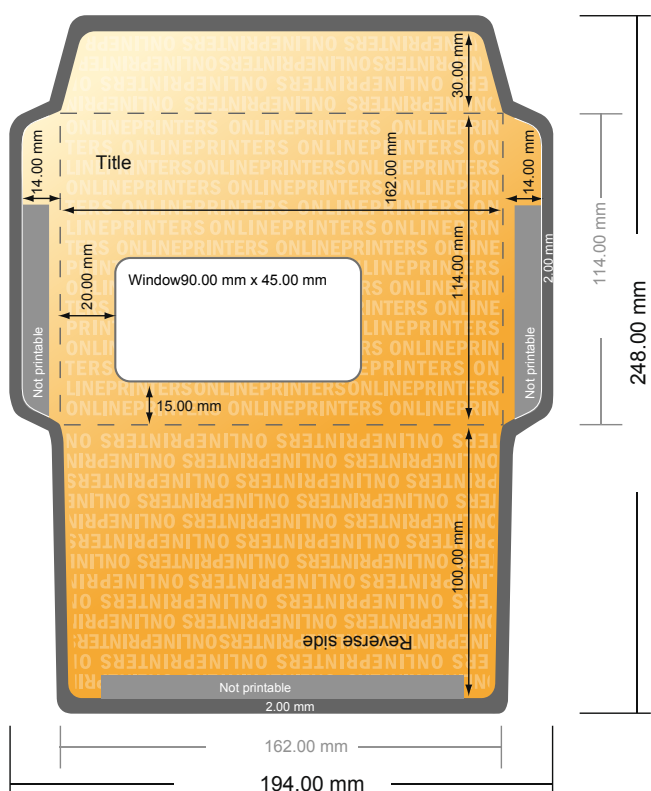 30.00 mm
Title
14.00 mm
162.00 mm
14.00 mm
114.00 mm
2.00 mm
114.00 mm
248.00 mm
20.00 mm
Window90.00 mm x 45.00 mm
Not printable
Not printable
15.00 mm
100.00 mm
Reverse side
Not printable
2.00 mm
162.00 mm
194.00 mm
ONLINEPRINTERS ONLINEPRINTERS